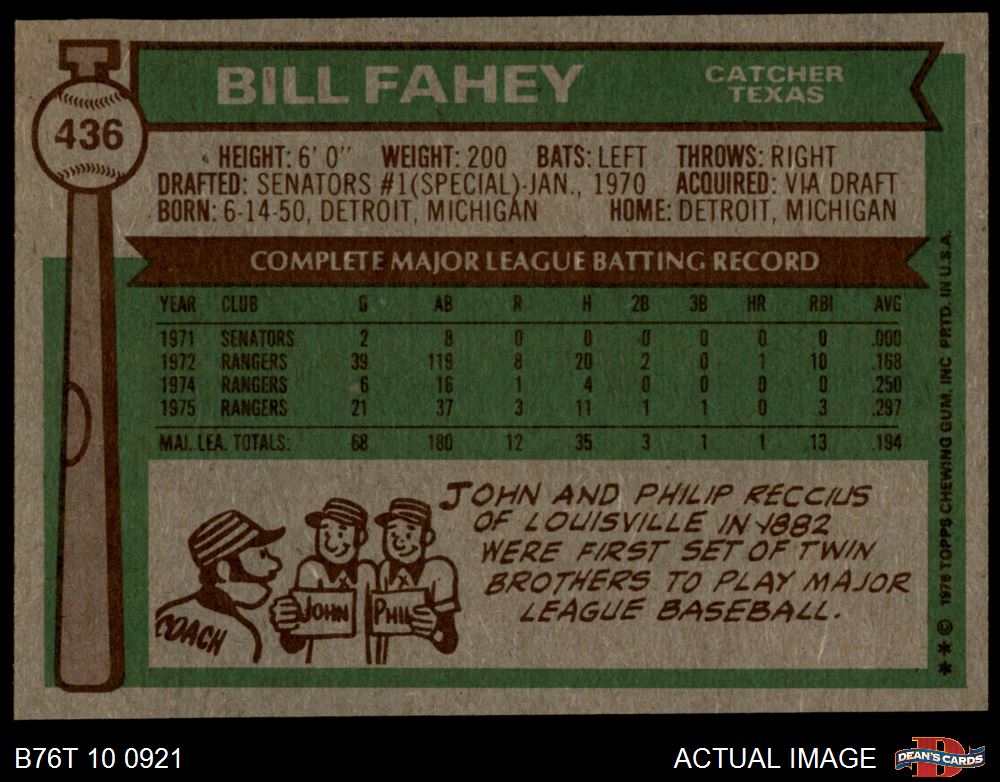 BILL FAHEY
CATCHER
TEXAS
436
HEIGHT: 6' 0" WEIGHT: 200 BATS: LEFT THROWS: RIGHT
DRAFTED: SENATORS #1(SPECIAL)-JAN., 1970 ACQUIRED: VIA DRAFT
BORN: 6-14-50, DETROIT, MICHIGAN HOME: DETROIT, MICHIGAN
COMPLETE MAJOR LEAGUE BATTING RECORD
YEAR CLUB G AB R H 2B 3B HR RBI AVG
1971 SENATORS 2 8 0 0 0 0 0 0 .000
1972 RANGERS 39 119 8 20 2 0 1 10 .168
1974 RANGERS 6 16 1 4 0 0 0 0 .250
1975 RANGERS 21 37 3 11 1 1 0 3 .297
MAJ. LEA. TOTALS: 68 180 12 35 3 1 1 13 .194
JOHN AND PHILIP RECCIUS
OF LOUISVILLE IN 1882
WERE FIRST SET OF TWIN
BROTHERS TO PLAY MAJOR
LEAGUE BASEBALL.
COACH
JOHN
PHIL
* * © 1976 TOPPS CHEWING GUM, INC. PRTD. IN U.S.A.
B76T 10 0921
ACTUAL IMAGE
D
DEAN'S CARDS